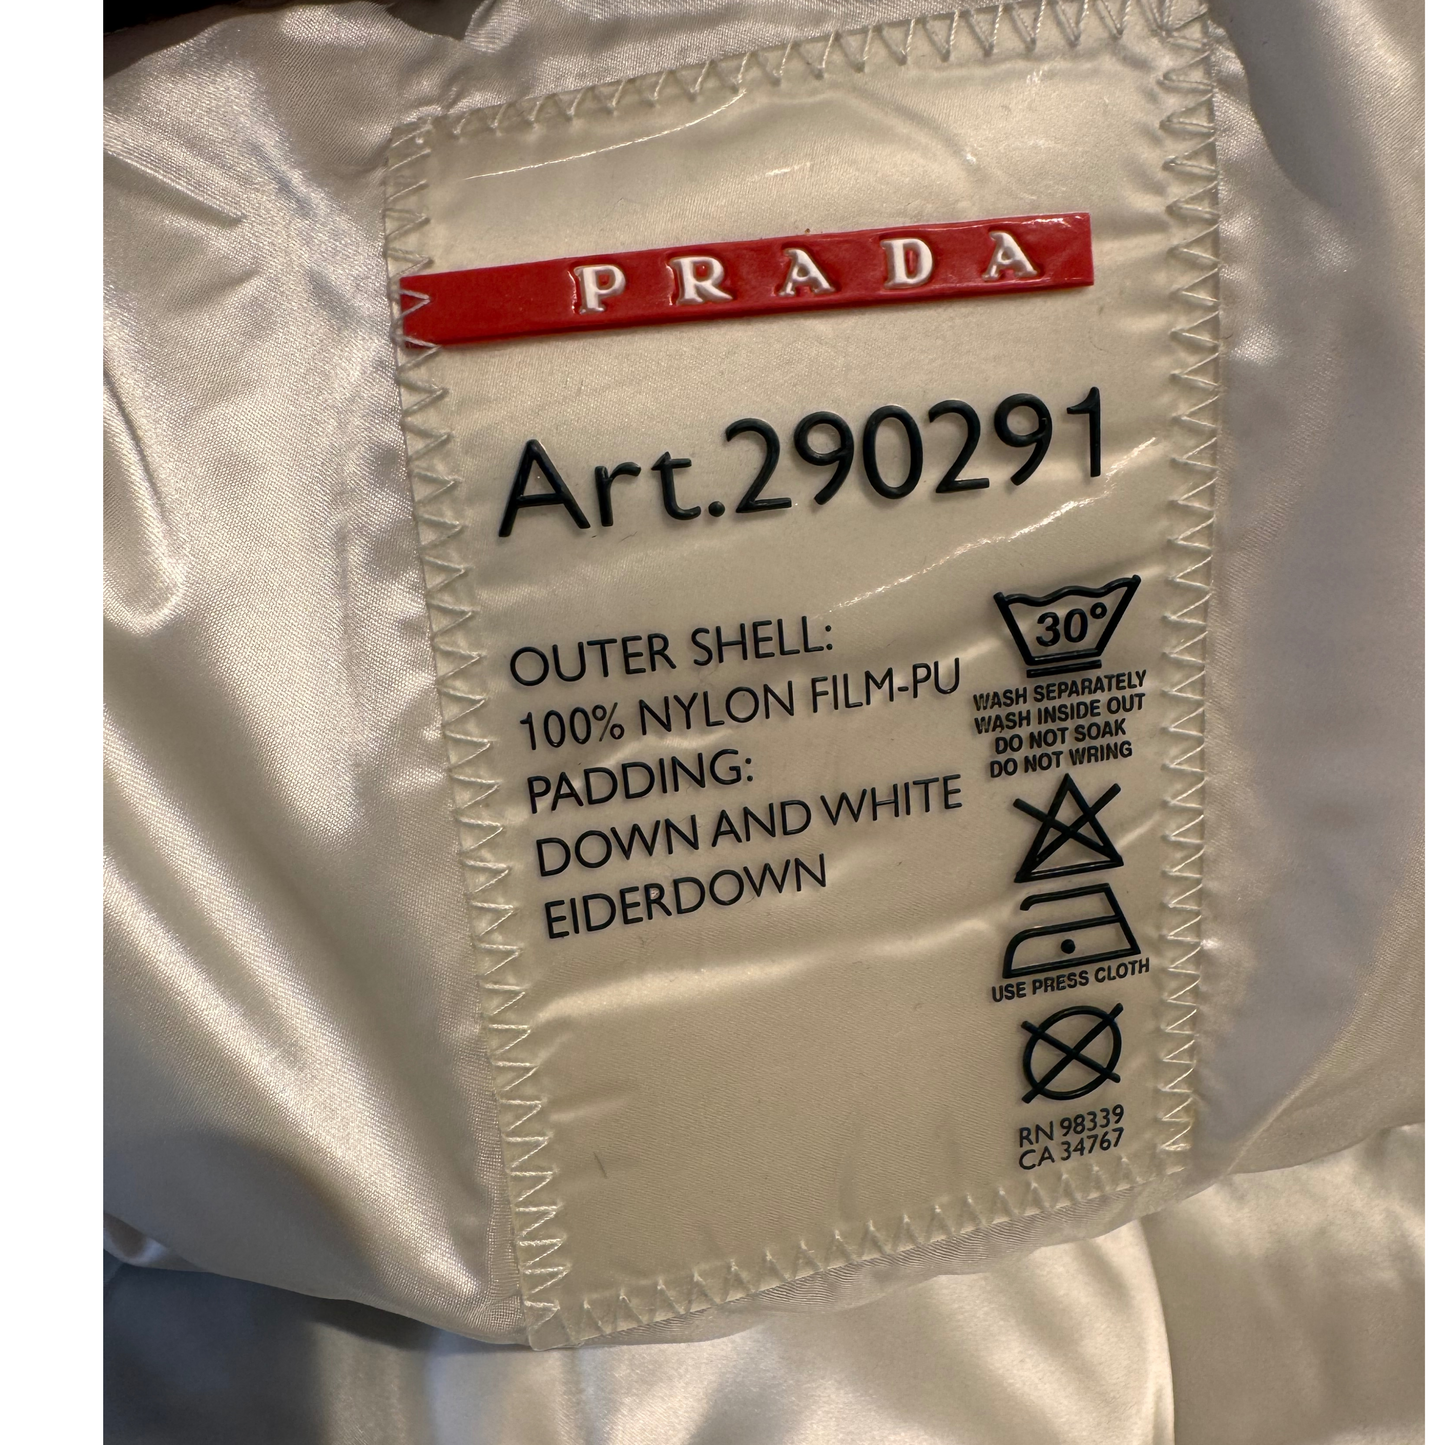 PRADA
Art.290291
OUTER SHELL:
100% NYLON FILM-PU
PADDING:
DOWN AND WHITE
EIDERDOWN
30°
WASH SEPARATELY
WASH INSIDE OUT
DO NOT SOAK
DO NOT WRING
USE PRESS CLOTH
RN 98339
CA 34767